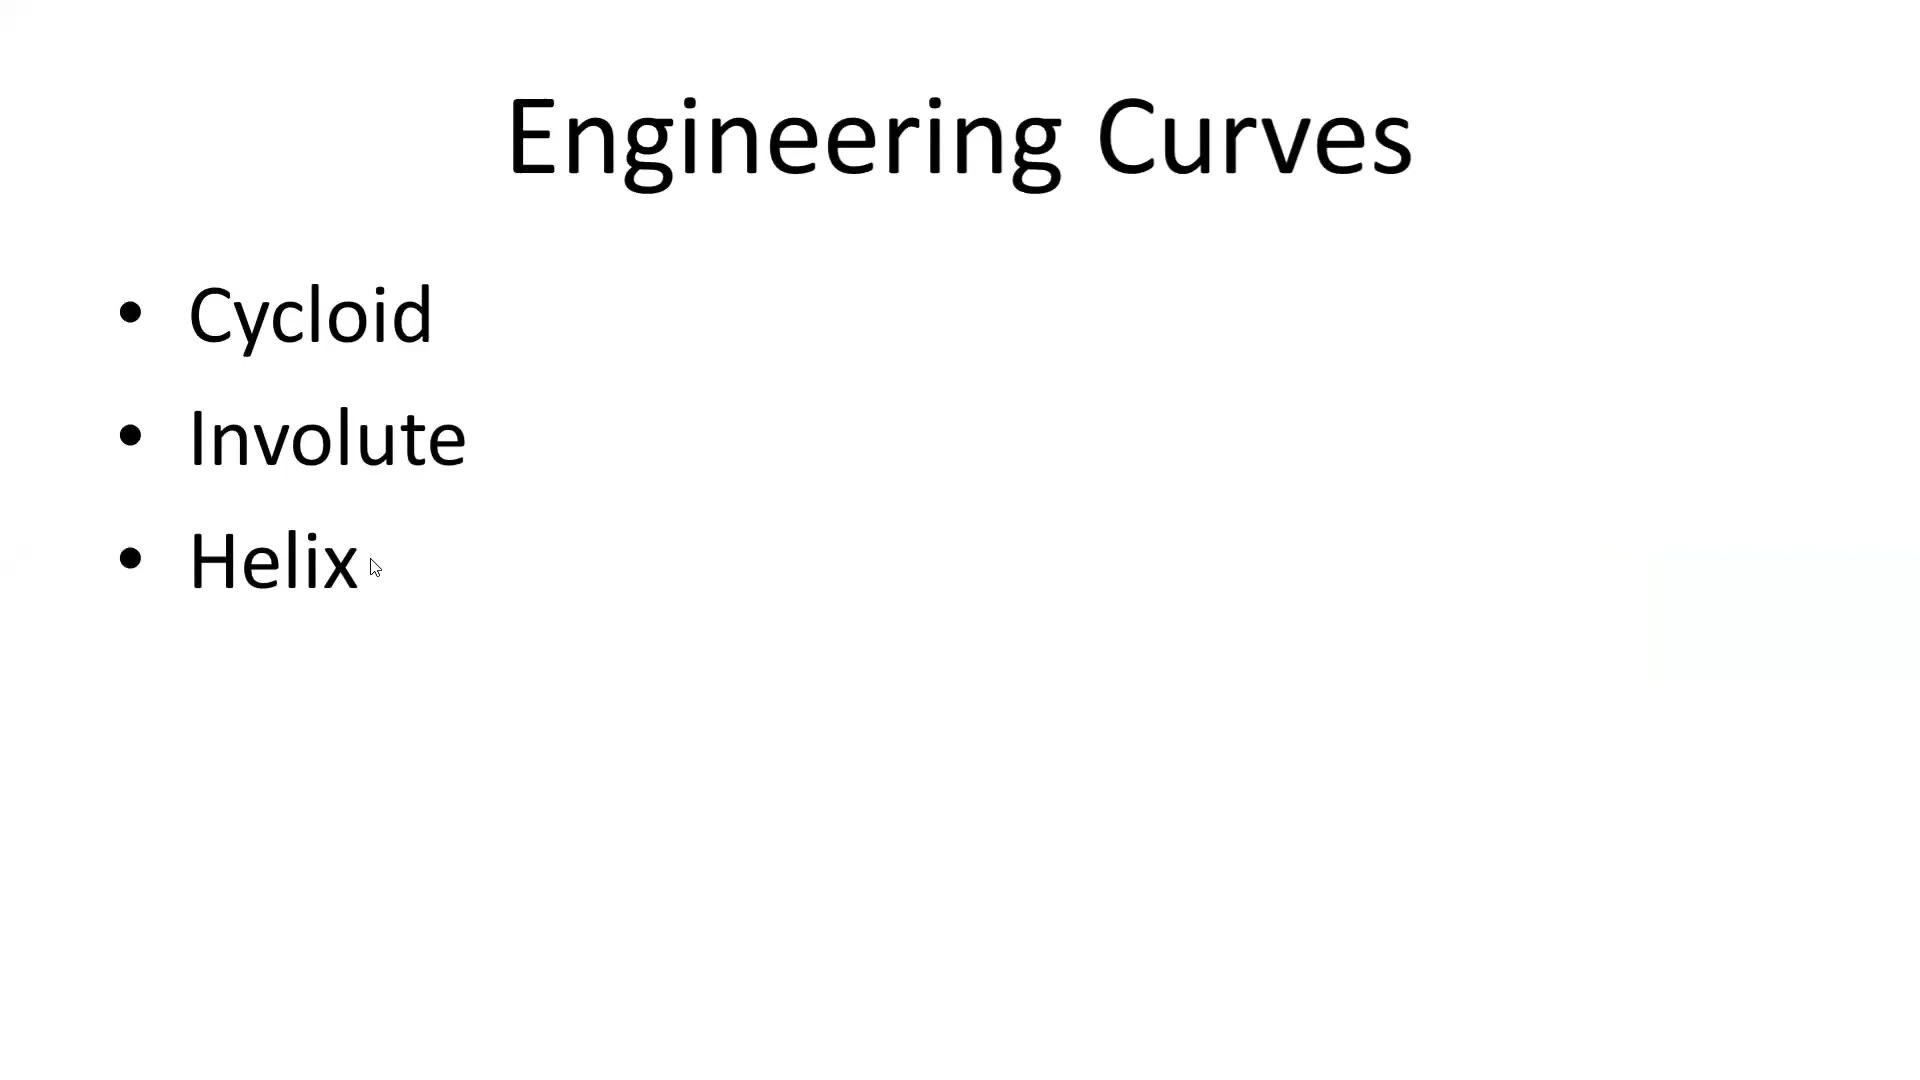 Engineering Curves
• Cycloid
• Involute
• Helix